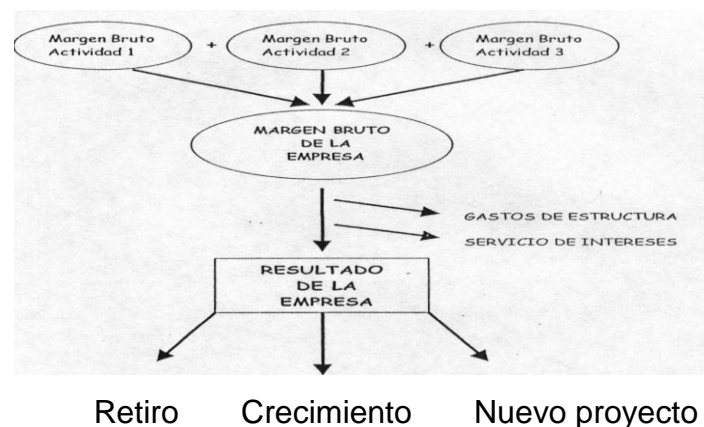 Margen Bruto
Actividad 1
+
Margen Bruto
Actividad 2
+
Margen Bruto
Actividad 3
MARGEN BRUTO
DE LA
EMPRESA
GASTOS DE ESTRUCTURA
SERVICIO DE INTERESES
RESULTADO
DE LA
EMPRESA
Retiro Crecimiento Nuevo proyecto